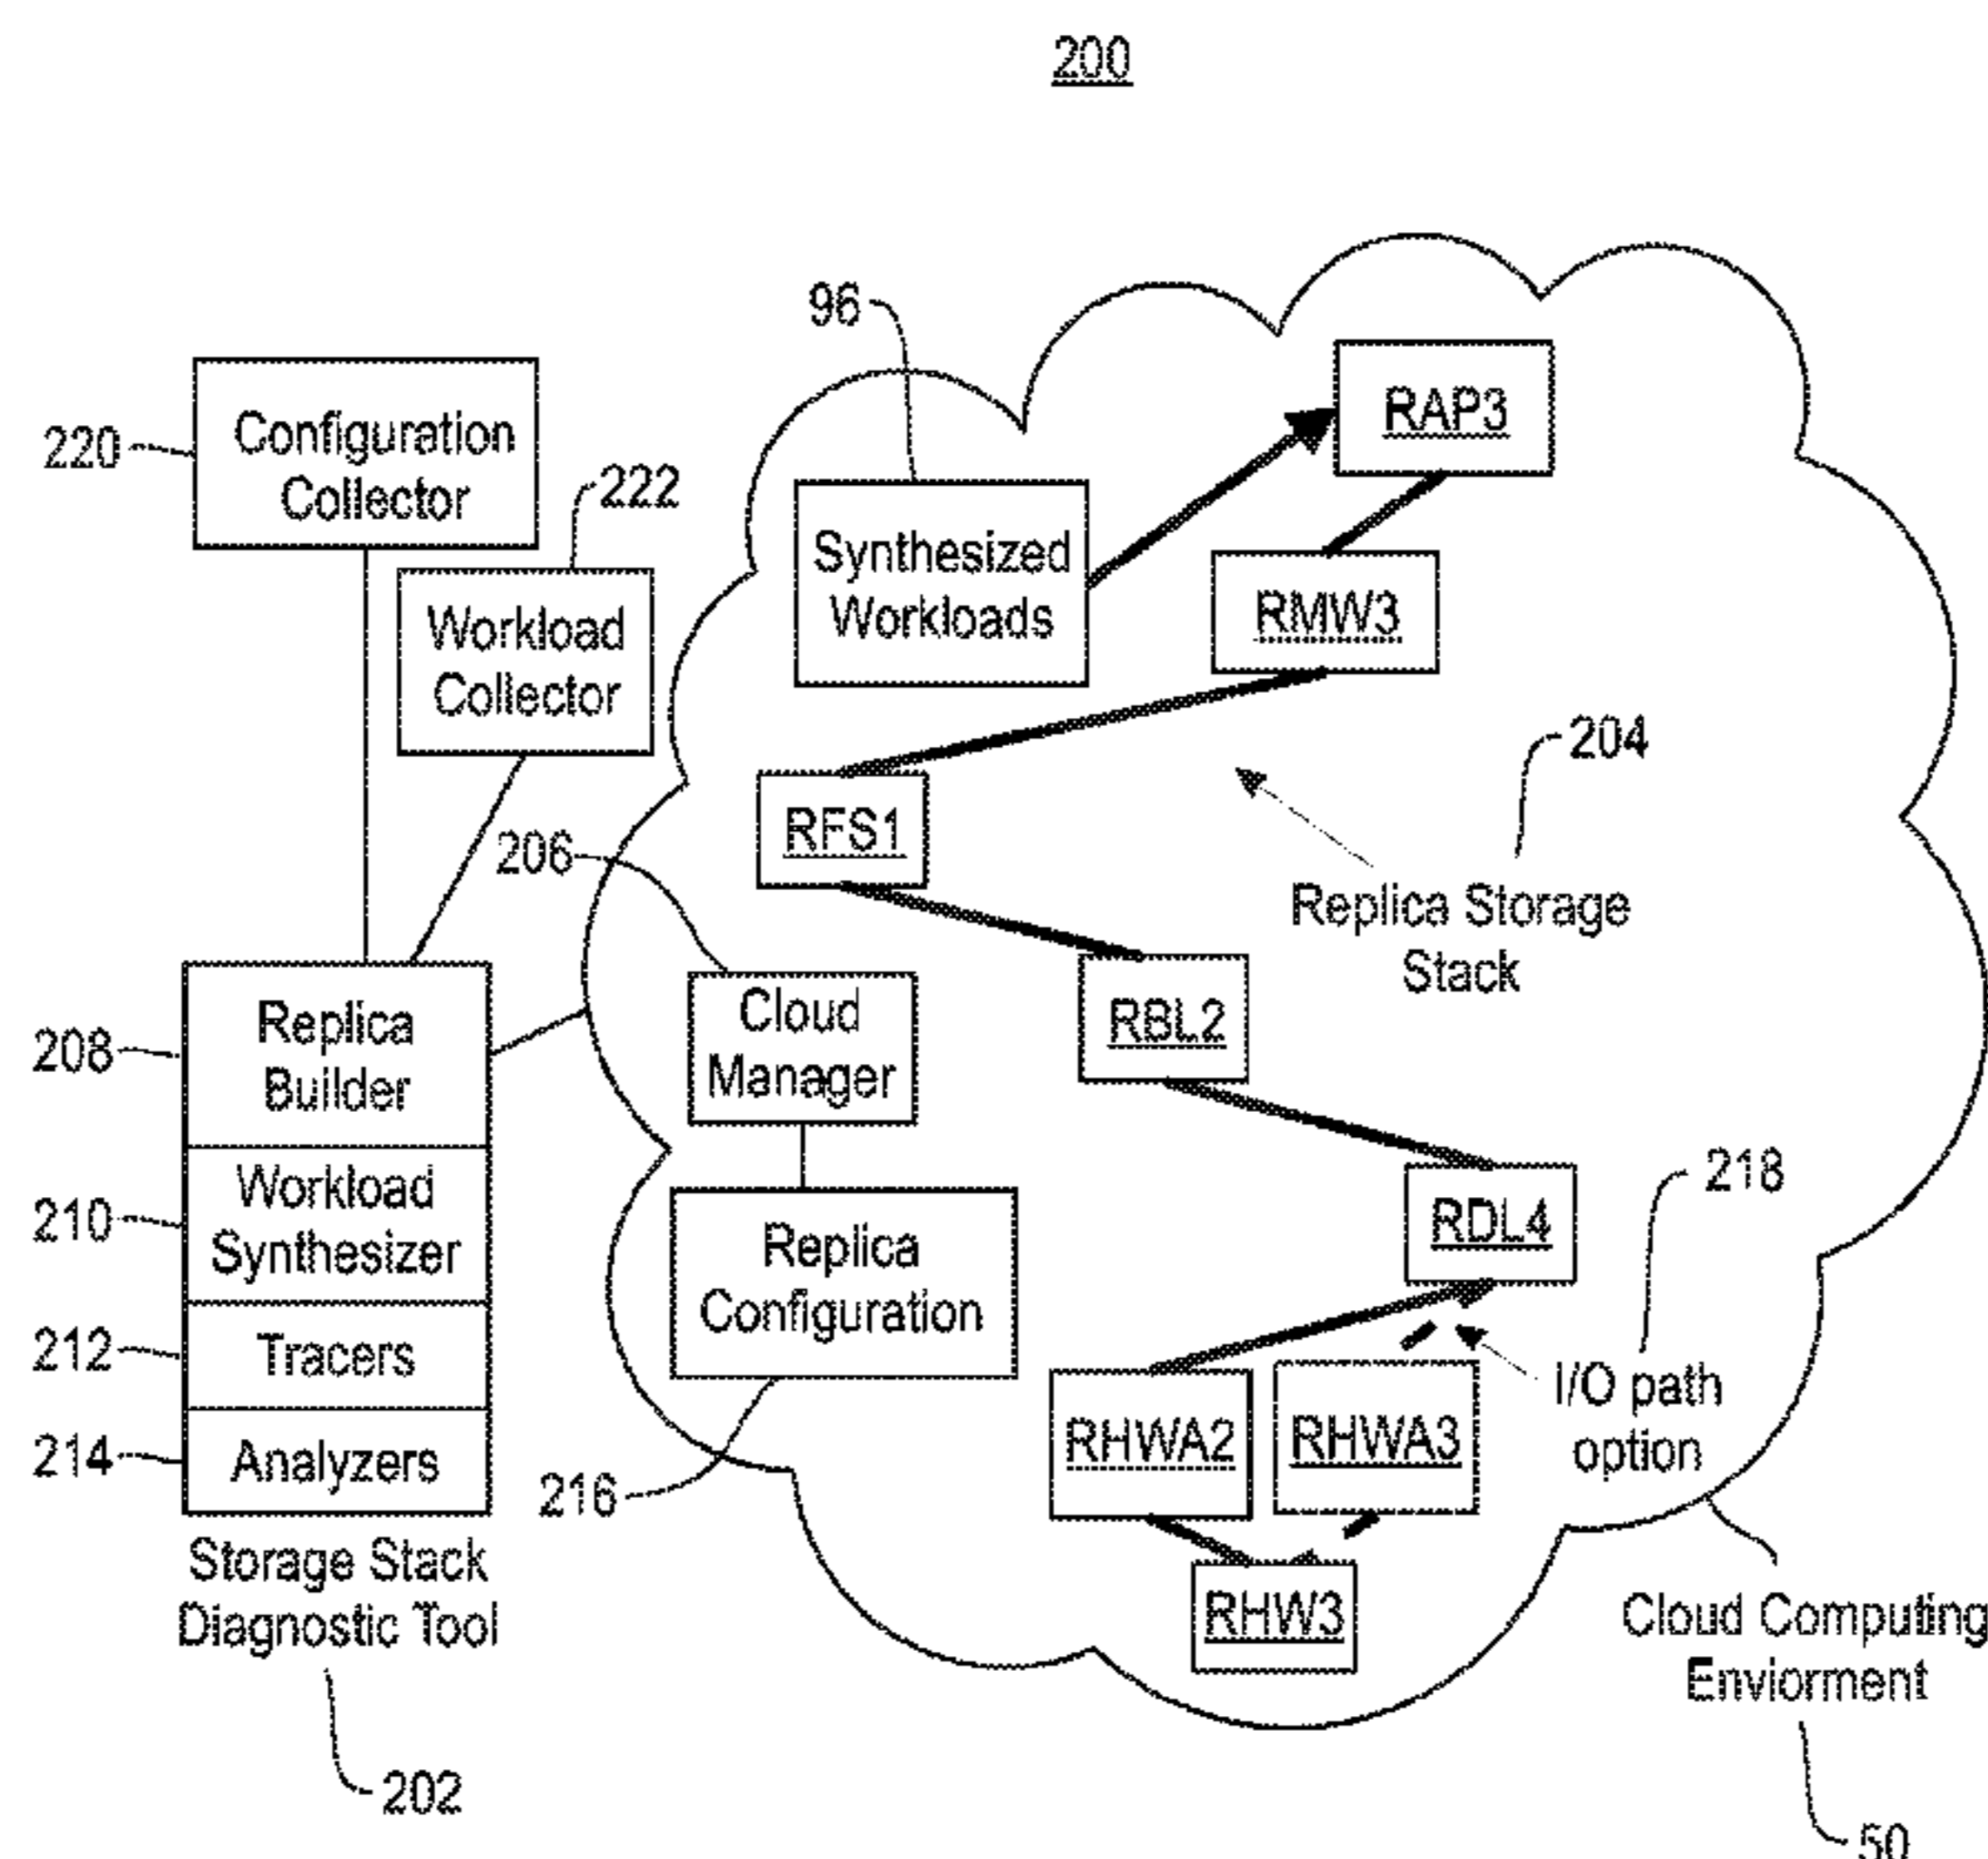 200
96
RAP3
220
Configuration
Collector
222
Synthesized
Workloads
Workload
Collector
RMW3
204
RFS1
206
Replica Storage
Stack
Cloud
Manager
RBL2
208
Replica
Builder
210
Workload
Synthesizer
218
RDL4
Replica
Configuration
212
Tracers
I/O path
option
214
Analyzers
216
RHWA2
RHWA3
Storage Stack
Diagnostic Tool
RHW3
Cloud Computing
Enviorment
202
50